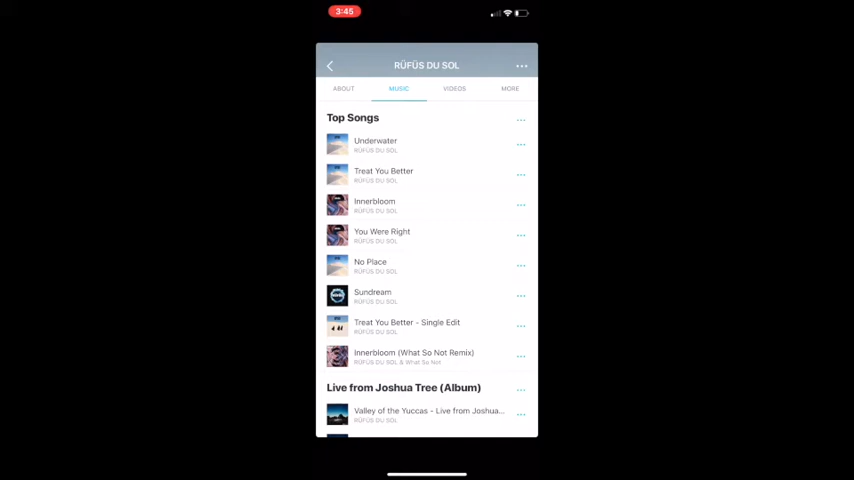 3:45
RÜFÜS DU SOL
ABOUT
MUSIC
VIDEOS
MORE
Top Songs
Underwater
RÜFÜS DU SOL
Treat You Better
RÜFÜS DU SOL
Innerbloom
RÜFÜS DU SOL
You Were Right
RÜFÜS DU SOL
No Place
RÜFÜS DU SOL
Sundream
RÜFÜS DU SOL
Treat You Better - Single Edit
RÜFÜS DU SOL
Innerbloom (What So Not Remix)
RÜFÜS DU SOL & What So Not
Live from Joshua Tree (Album)
Valley of the Yuccas - Live from Joshua...
RÜFÜS DU SOL